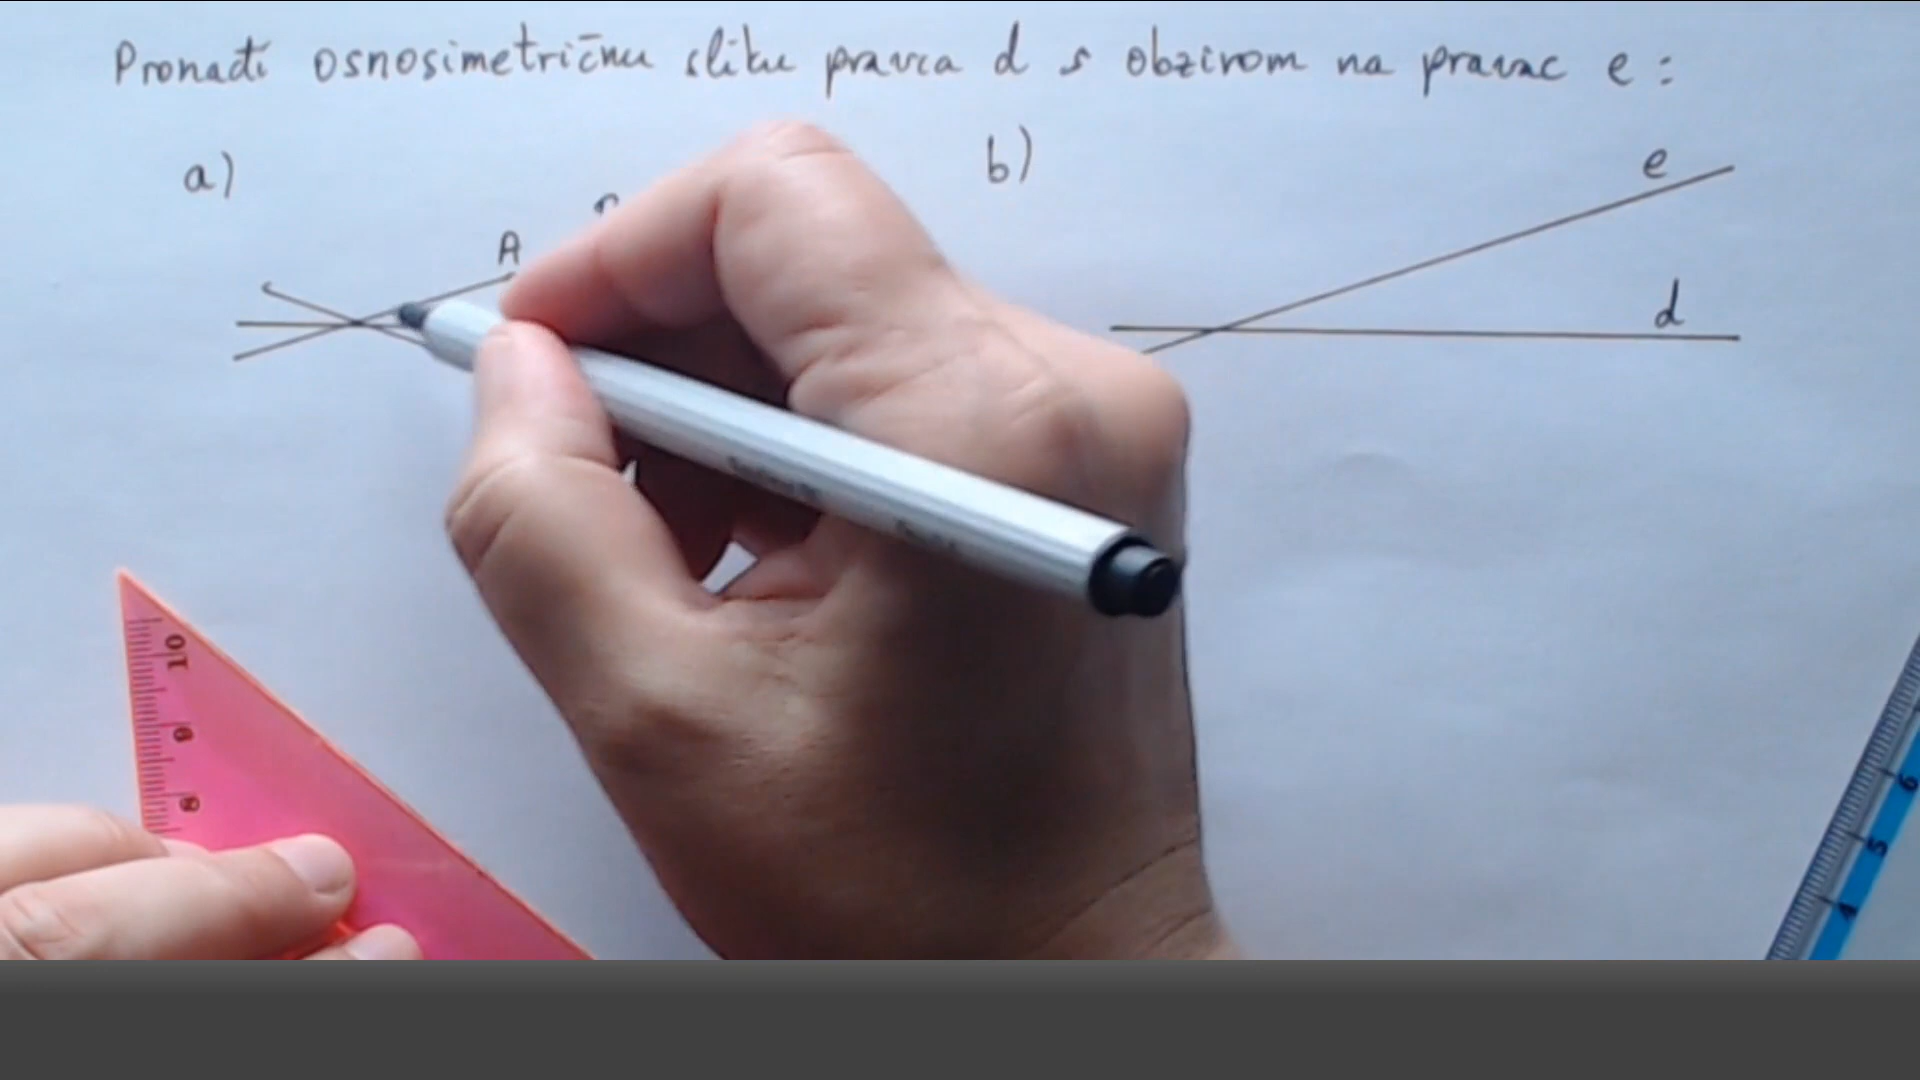 Pronađi osnosimetričnu sliku pravca d s obzirom na pravac e :
a)
b)
A
e
d
10
9
8
6
5
4